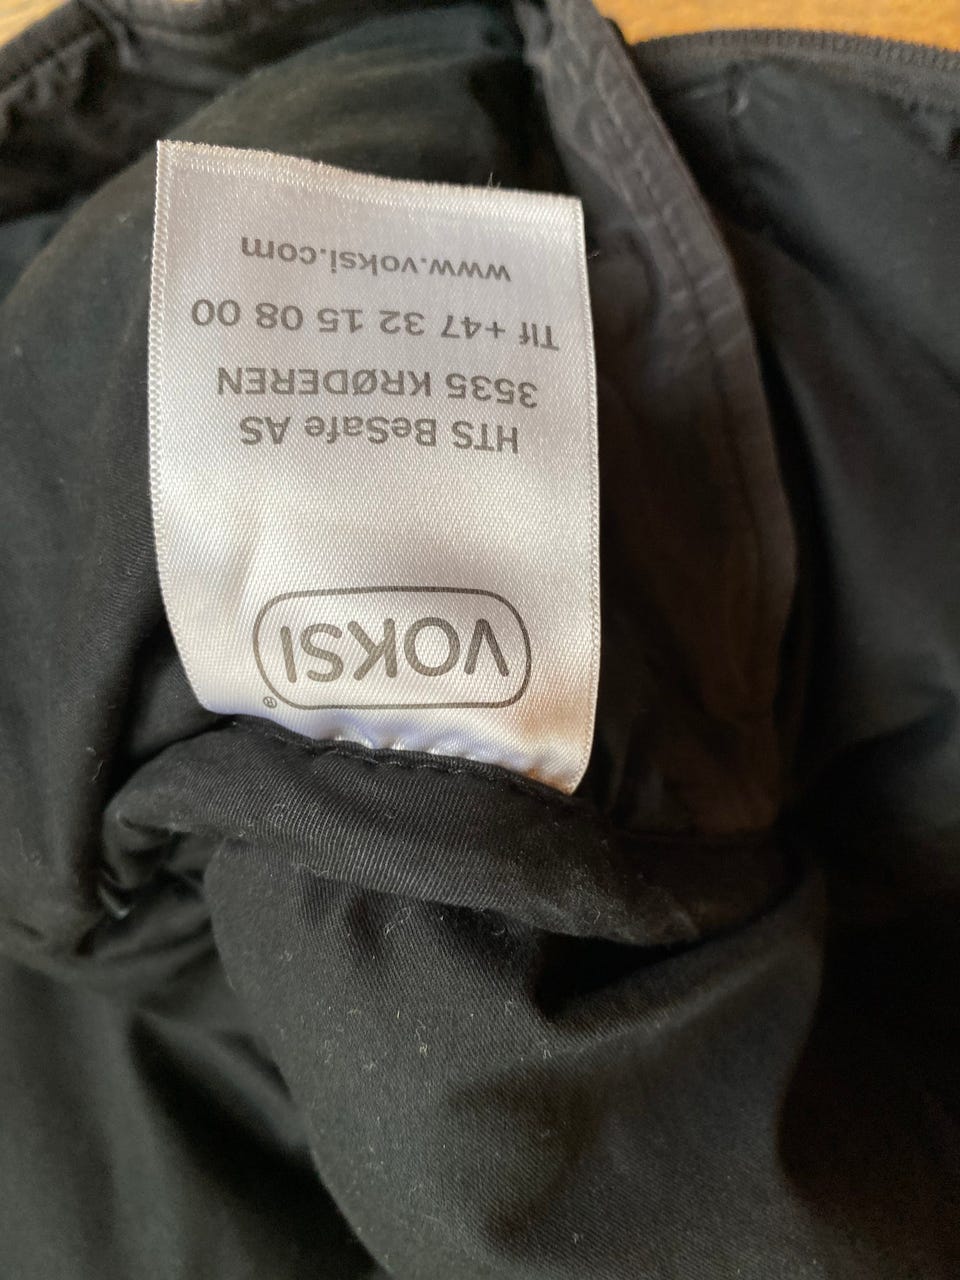 VOKSI®
HTS BeSafe AS
3535 KRØDEREN
Tlf +47 32 15 08 00
www.voksi.com